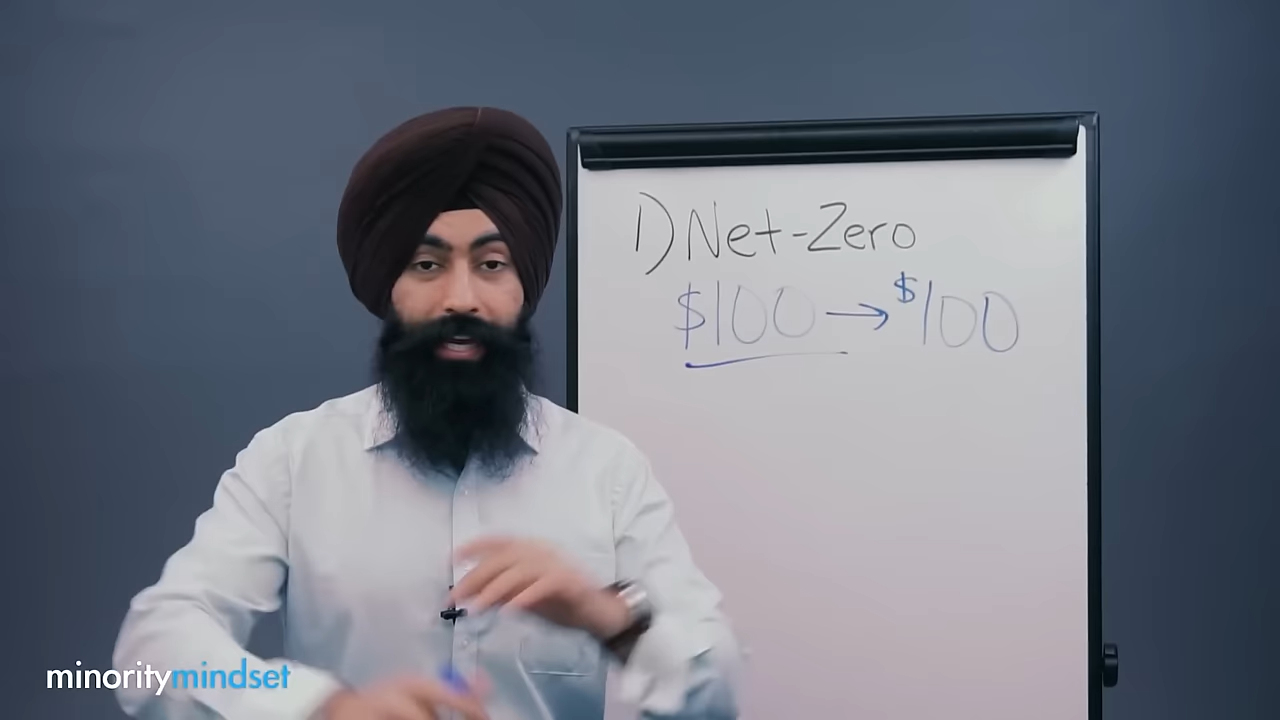 1) Net-Zero
$100 → $100
minoritymindset